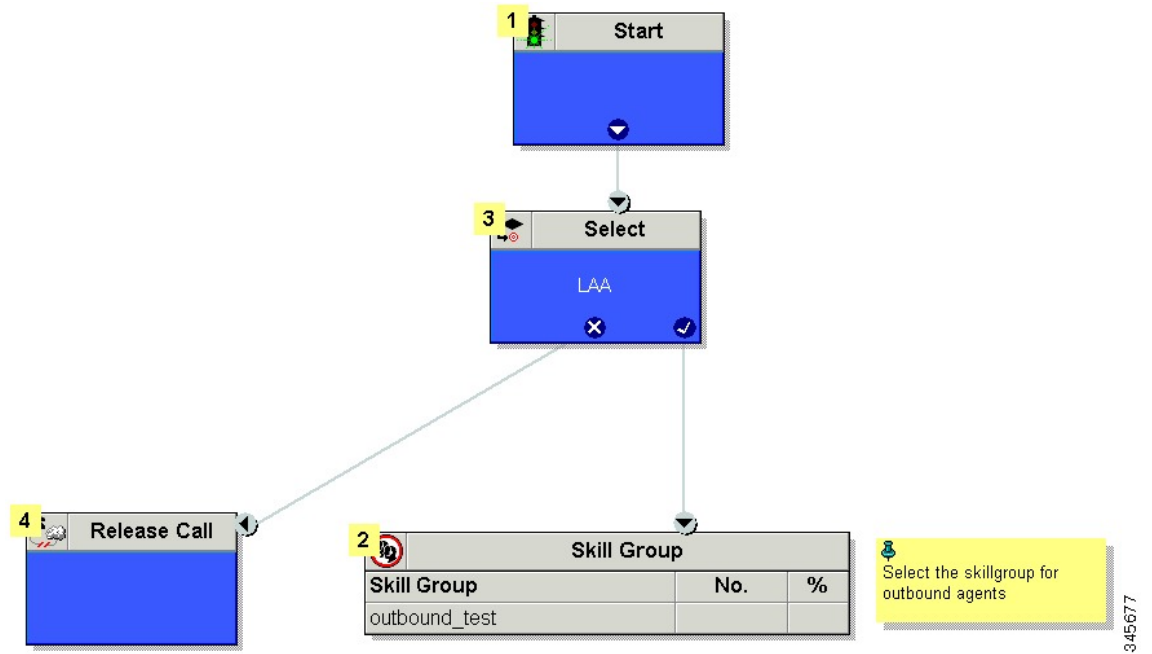 1
Start
3
Select
LAA
4
Release Call
2
Skill Group
Skill Group No. %
outbound_test
Select the skillgroup for
outbound agents
345677